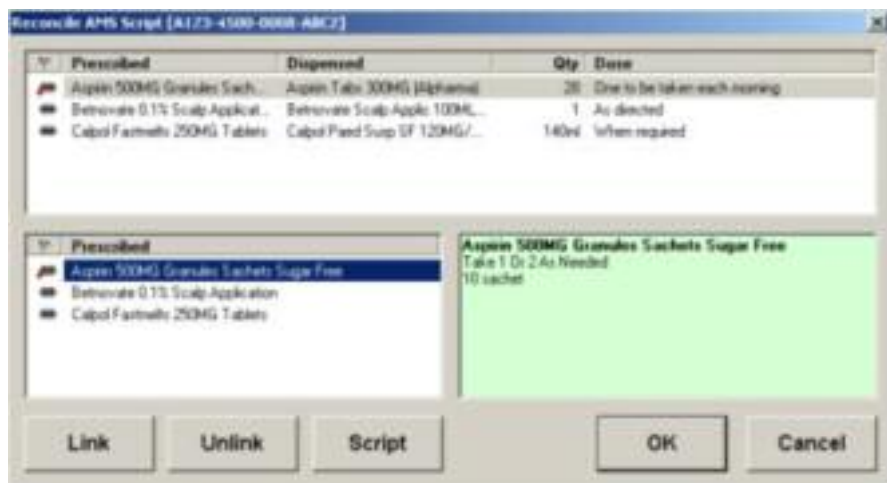 Reconcile AMS Script [A123-4500-0008-ABC2]
Prescribed Dispensed Qty Dose
Aspirin 500MG Granules Sach... Aspirin Tabs 300MG (Alpharma) 28 One to be taken each morning
Betnovate 0.1% Scalp Applicat... Betnovate Scalp Applic 100ML... 1 As directed
Calpol Fastmelts 250MG Tablets Calpol Paed Susp SF 120MG/... 140ml When required
Prescribed
Aspirin 500MG Granules Sachets Sugar Free
Betnovate 0.1% Scalp Application
Calpol Fastmelts 250MG Tablets
Aspirin 500MG Granules Sachets Sugar Free
Take 1 Or 2 As Needed
10 sachet
Link Unlink Script OK Cancel